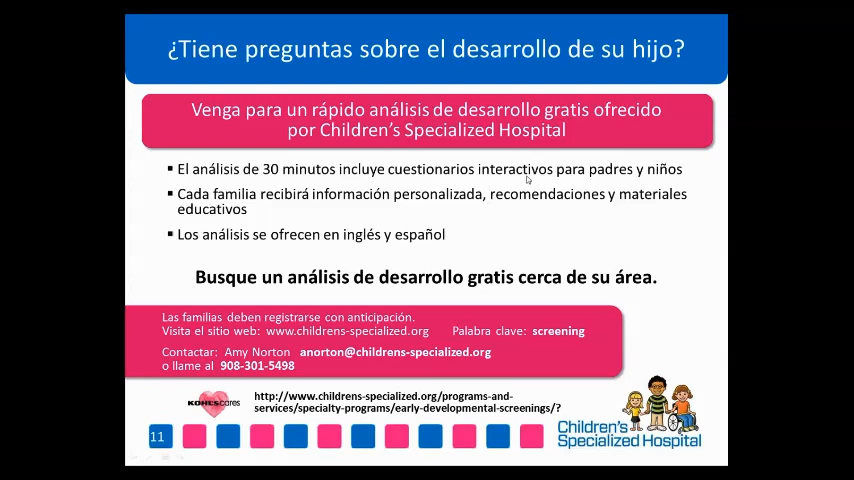 ¿Tiene preguntas sobre el desarrollo de su hijo?
Venga para un rápido análisis de desarrollo gratis ofrecido
por Children's Specialized Hospital
▪ El análisis de 30 minutos incluye cuestionarios interactivos para padres y niños
▪ Cada familia recibirá información personalizada, recomendaciones y materiales
educativos
▪ Los análisis se ofrecen en inglés y español
Busque un análisis de desarrollo gratis cerca de su área.
Las familias deben registrarse con anticipación.
Visita el sitio web: www.childrens-specialized.org Palabra clave: screening
Contactar: Amy Norton anorton@childrens-specialized.org
o llame al 908-301-5498
KOHL'S cares
http://www.childrens-specialized.org/programs-and-
services/specialty-programs/early-developmental-screenings/?
11
Children's
Specialized Hospital